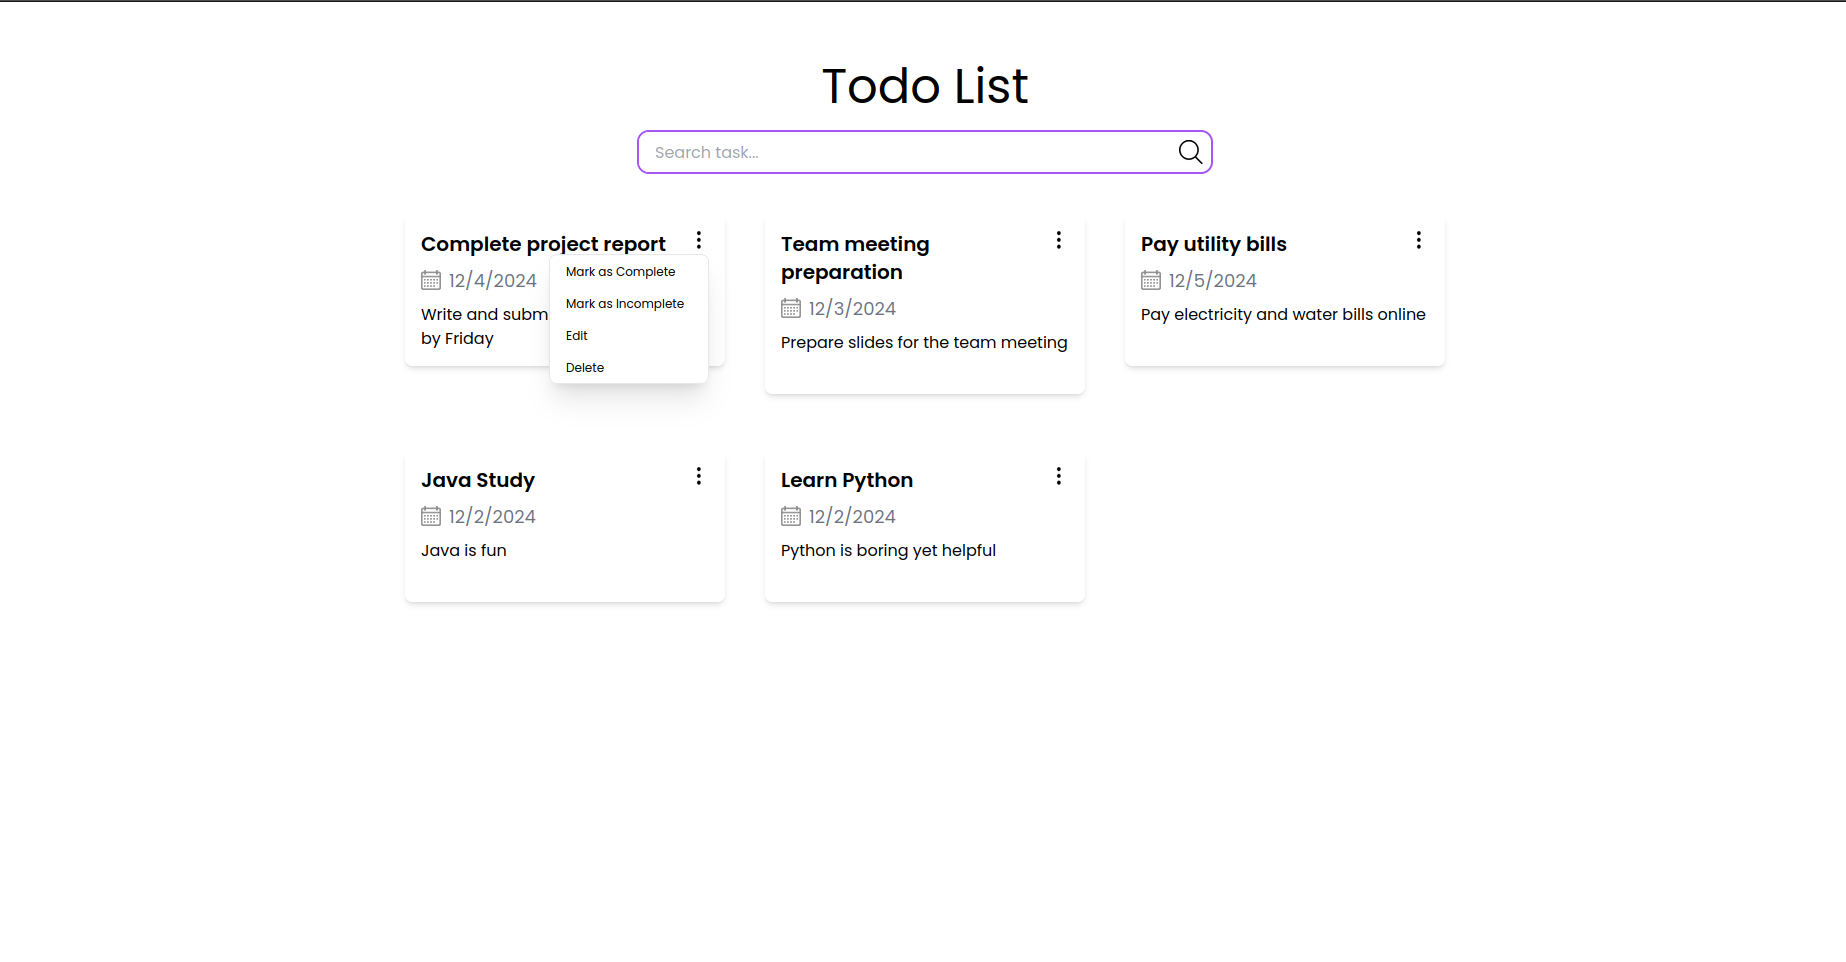 Todo List
Search task...
Complete project report
12/4/2024
Write and subm
by Friday
Mark as Complete
Mark as Incomplete
Edit
Delete
Team meeting
preparation
12/3/2024
Prepare slides for the team meeting
Pay utility bills
12/5/2024
Pay electricity and water bills online
Java Study
12/2/2024
Java is fun
Learn Python
12/2/2024
Python is boring yet helpful